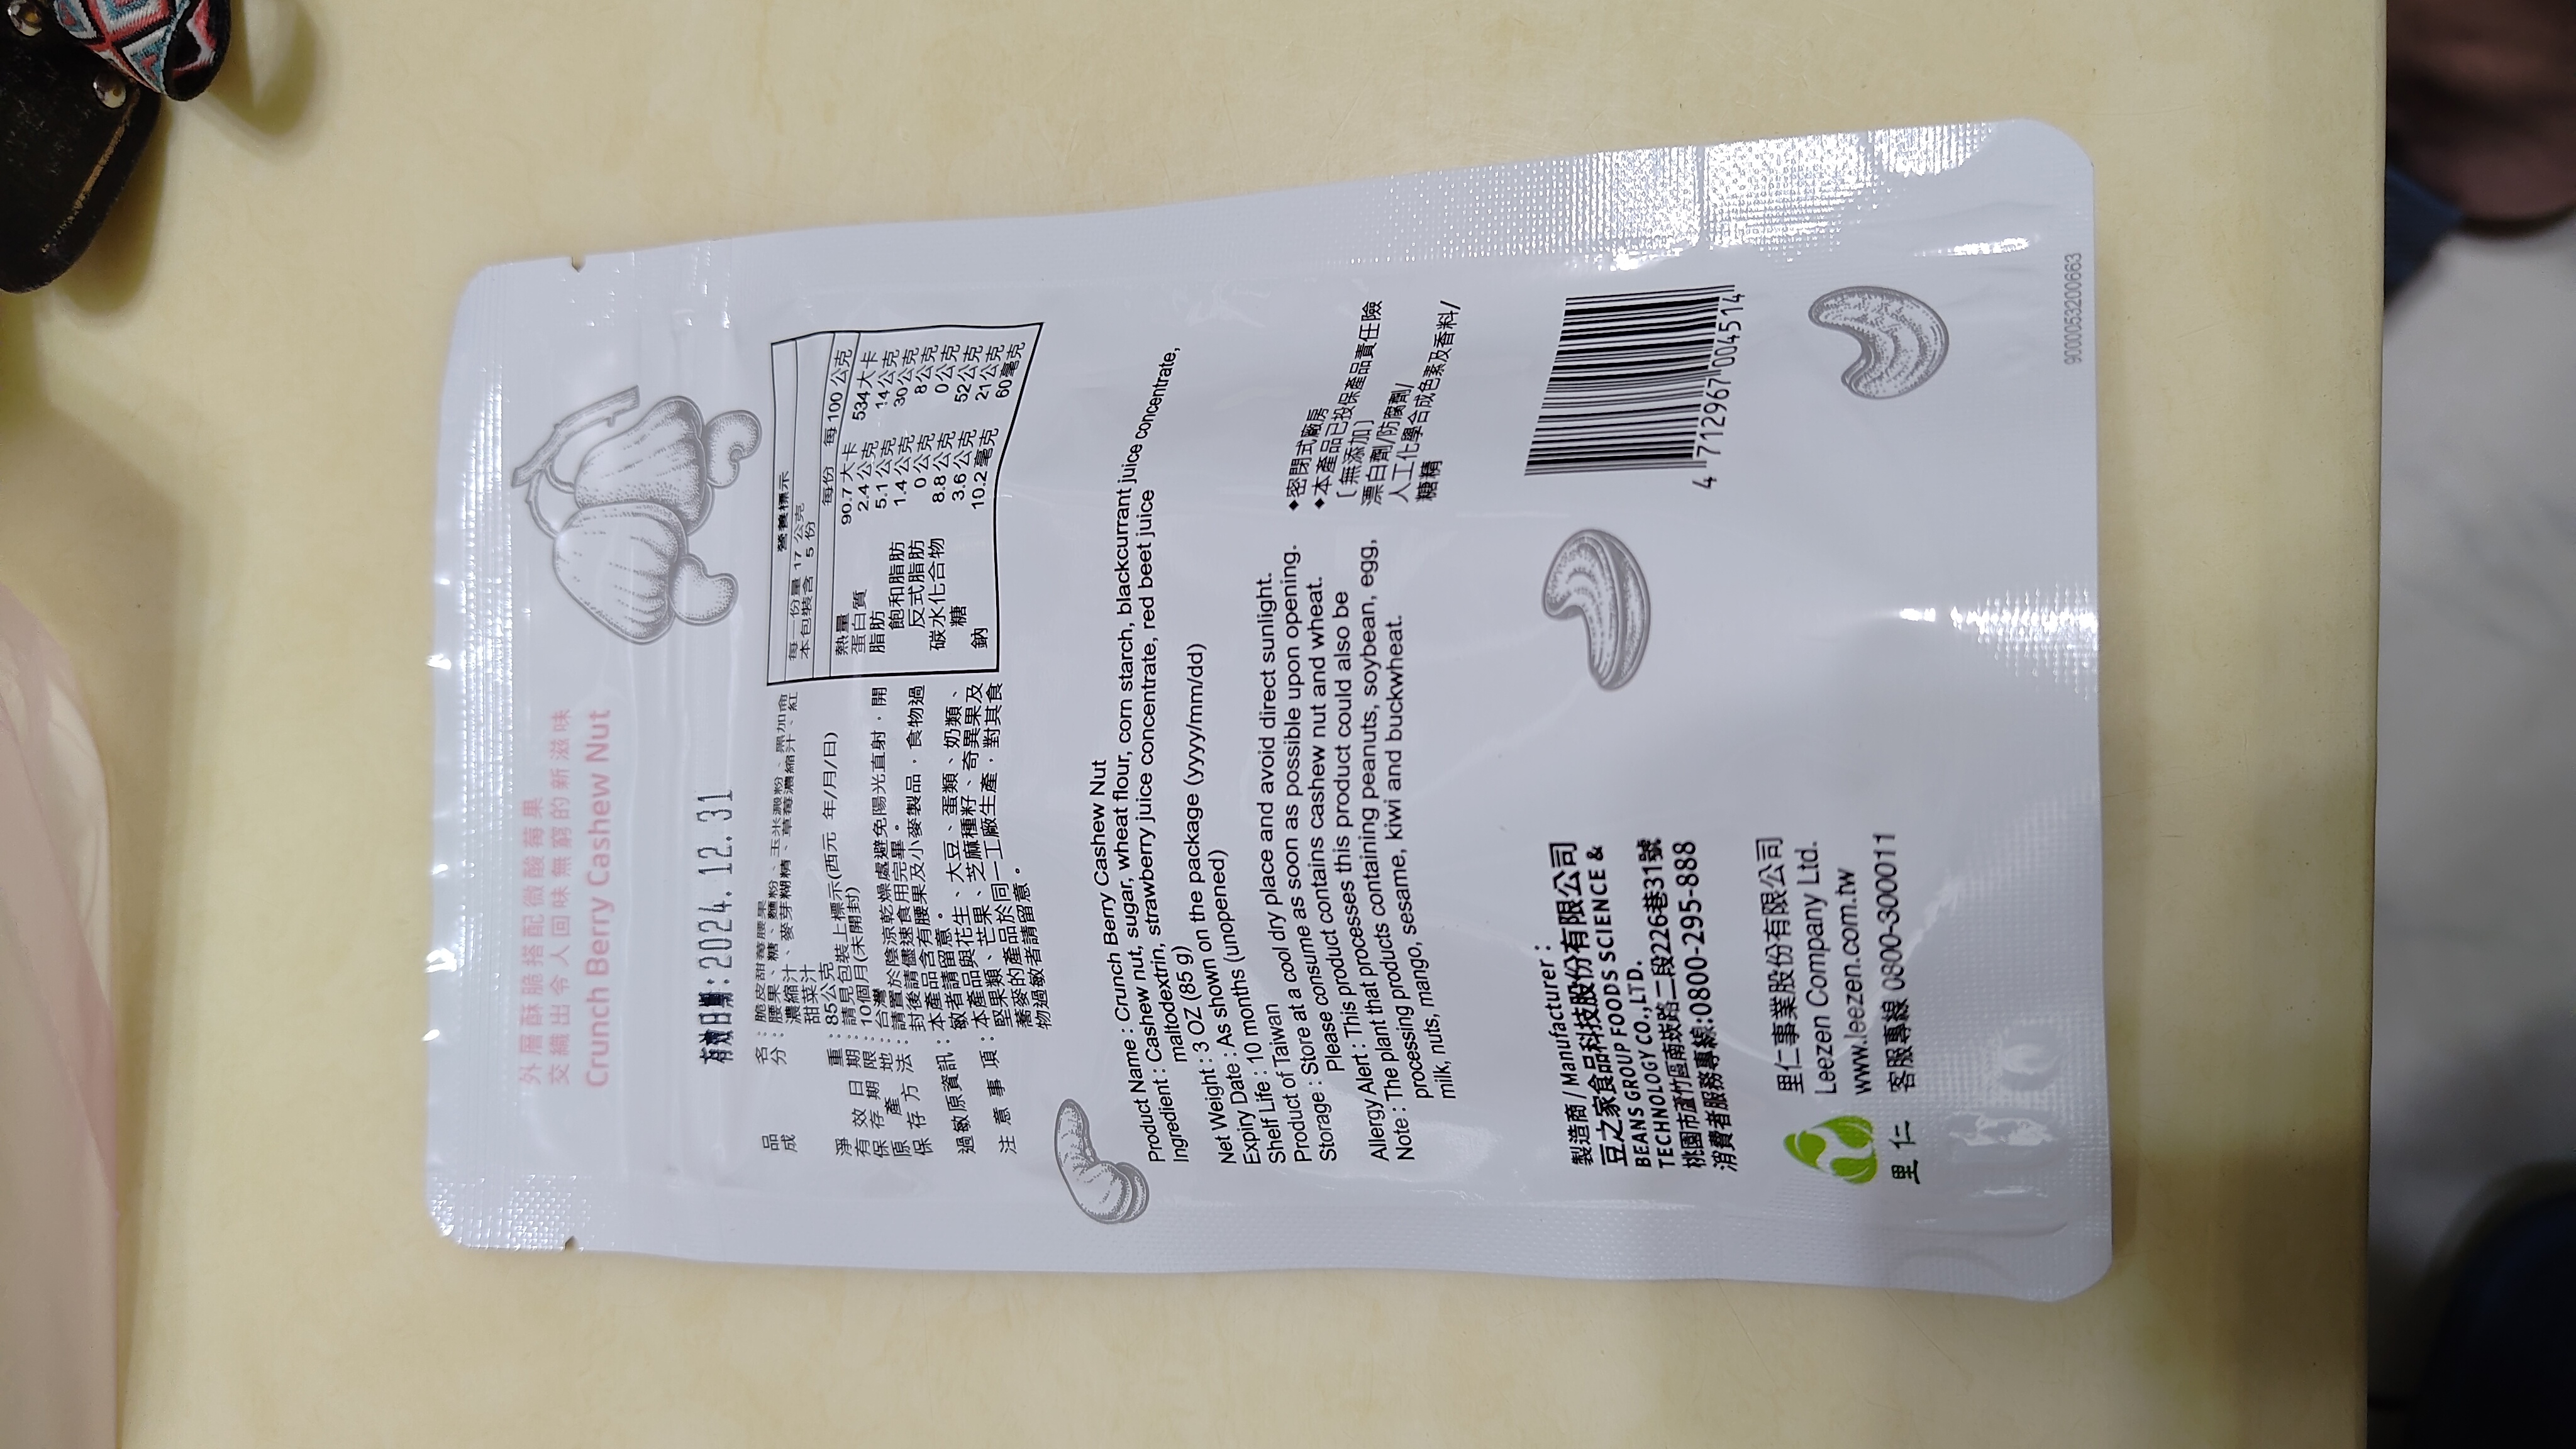 外層酥脆搭配微酸莓果
交織出令人回味無窮的新滋味
Crunch Berry Cashew Nut
有效日期:2024.12.31
品名：脆皮甜莓腰果
成分：腰果、糖、麵粉、玉米澱粉、黑加侖
濃縮汁、麥芽糊精、草莓濃縮汁、紅
甜菜汁
淨重：85公克
有效日期：請見包裝上標示(西元 年/月/日)
保存期限：10個月(未開封)
原產地：台灣
保存方法：請置於陰涼乾燥處避免陽光直射，開
封後請儘速食用完畢。
過敏原資訊：本產品含有腰果及小麥製品，食物過
敏者請留意。
注意事項：本產品與花生、大豆、蛋類、奶類、
堅果類、芒果、芝麻種籽、奇異果及
蕎麥的產品於同一工廠生產，對其食
物過敏者請留意。
營養標示
每一份量 17 公克
本包裝含 5 份
每份 每 100 公克
熱量 90.7 大卡 534 大卡
蛋白質 2.4 公克 14 公克
脂肪 5.1 公克 30 公克
飽和脂肪 1.4 公克 8 公克
反式脂肪 0 公克 0 公克
碳水化合物 8.8 公克 52 公克
糖 3.6 公克 21 公克
鈉 10.2 毫克 60 毫克
Product Name : Crunch Berry Cashew Nut
Ingredient : Cashew nut, sugar, wheat flour, corn starch, blackcurrant juice concentrate,
maltodextrin, strawberry juice concentrate, red beet juice
Net Weight : 3 OZ (85 g)
Expiry Date : As shown on the package (yyyy/mm/dd)
Shelf Life : 10 months (unopened)
Product of Taiwan
Storage : Store at a cool dry place and avoid direct sunlight.
Please consume as soon as possible upon opening.
Allergy Alert : This product contains cashew nut and wheat.
Note : The plant that processes this product could also be
processing products containing peanuts, soybean, egg,
milk, nuts, mango, sesame, kiwi and buckwheat.
◆密閉式廠房
◆本產品已投保產品責任險
〔無添加〕
漂白劑/防腐劑/
人工化學合成色素及香料/
糖精
製造商 / Manufacturer：
豆之家食品科技股份有限公司
BEANS GROUP FOODS SCIENCE &
TECHNOLOGY CO.,LTD.
桃園市蘆竹區南崁路二段226巷31號
消費者服務專線:0800-295-888
4 712967 004514
里仁
里仁事業股份有限公司
Leezen Company Ltd.
www.leezen.com.tw
客服專線 0800-300011
9000053200663